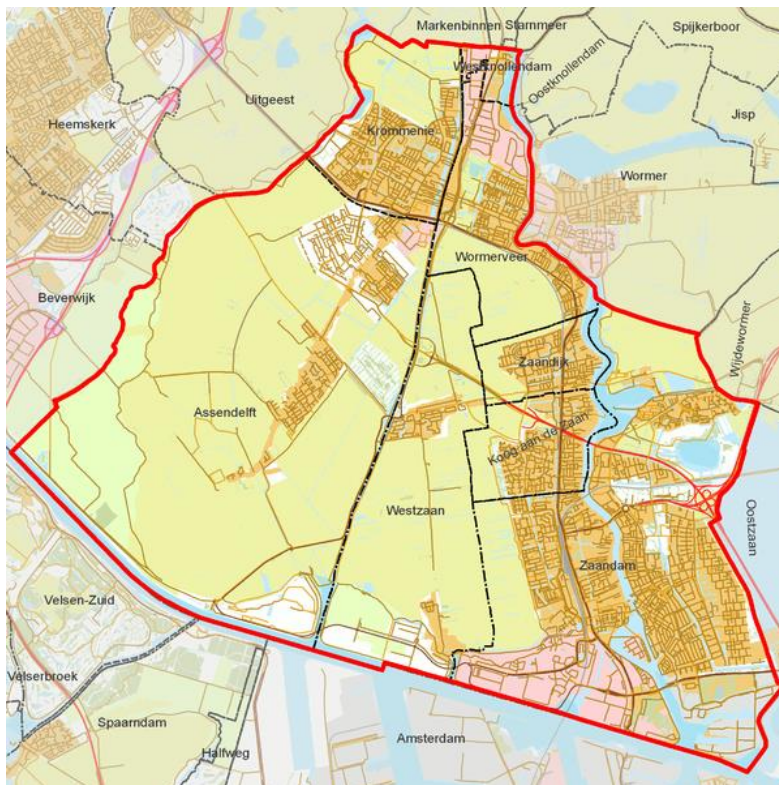 Markenbinnen
Starnmeer
Spijkerboor
Westknollendam
Oostknollendam
Uitgeest
Jisp
Heemskerk
Krommenie
Wormer
Wormerveer
Beverwijk
Wijdewormer
Zaandijk
Assendelft
Koog aan de Zaan
Westzaan
Oostzaan
Zaandam
Velsen-Zuid
Velserbroek
Spaarndam
Amsterdam
Halfweg